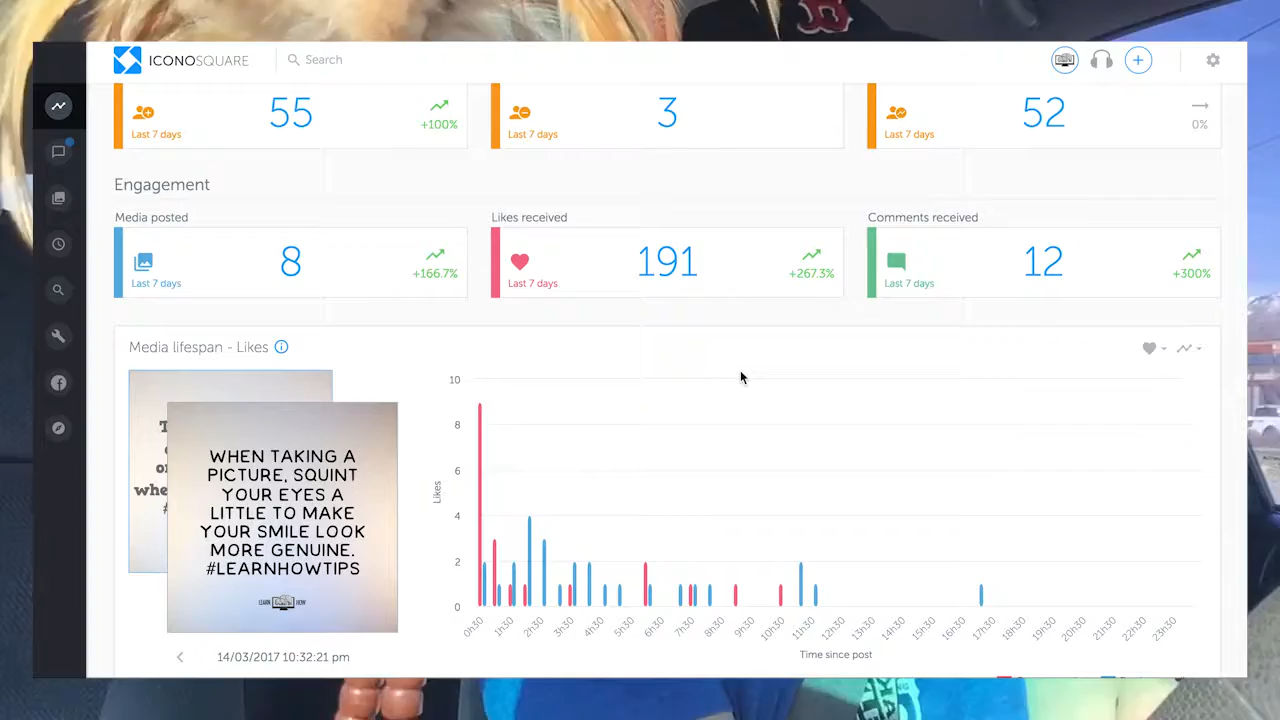 ICONOSQUARE
Search
55
Last 7 days
+100%
3
Last 7 days
52
Last 7 days
0%
Engagement
Media posted
8
Last 7 days
+166.7%
Likes received
191
Last 7 days
+267.3%
Comments received
12
Last 7 days
+300%
Media lifespan - Likes
WHEN TAKING A
PICTURE, SQUINT
YOUR EYES A
LITTLE TO MAKE
YOUR SMILE LOOK
MORE GENUINE.
#LEARNHOWTIPS
LEARN HOW
14/03/2017 10:32:21 pm
Likes
10
8
6
4
2
0
0h30
1h30
2h30
3h30
4h30
5h30
6h30
7h30
8h30
9h30
10h30
11h30
12h30
13h30
14h30
15h30
16h30
17h30
18h30
19h30
20h30
21h30
22h30
23h30
Time since post